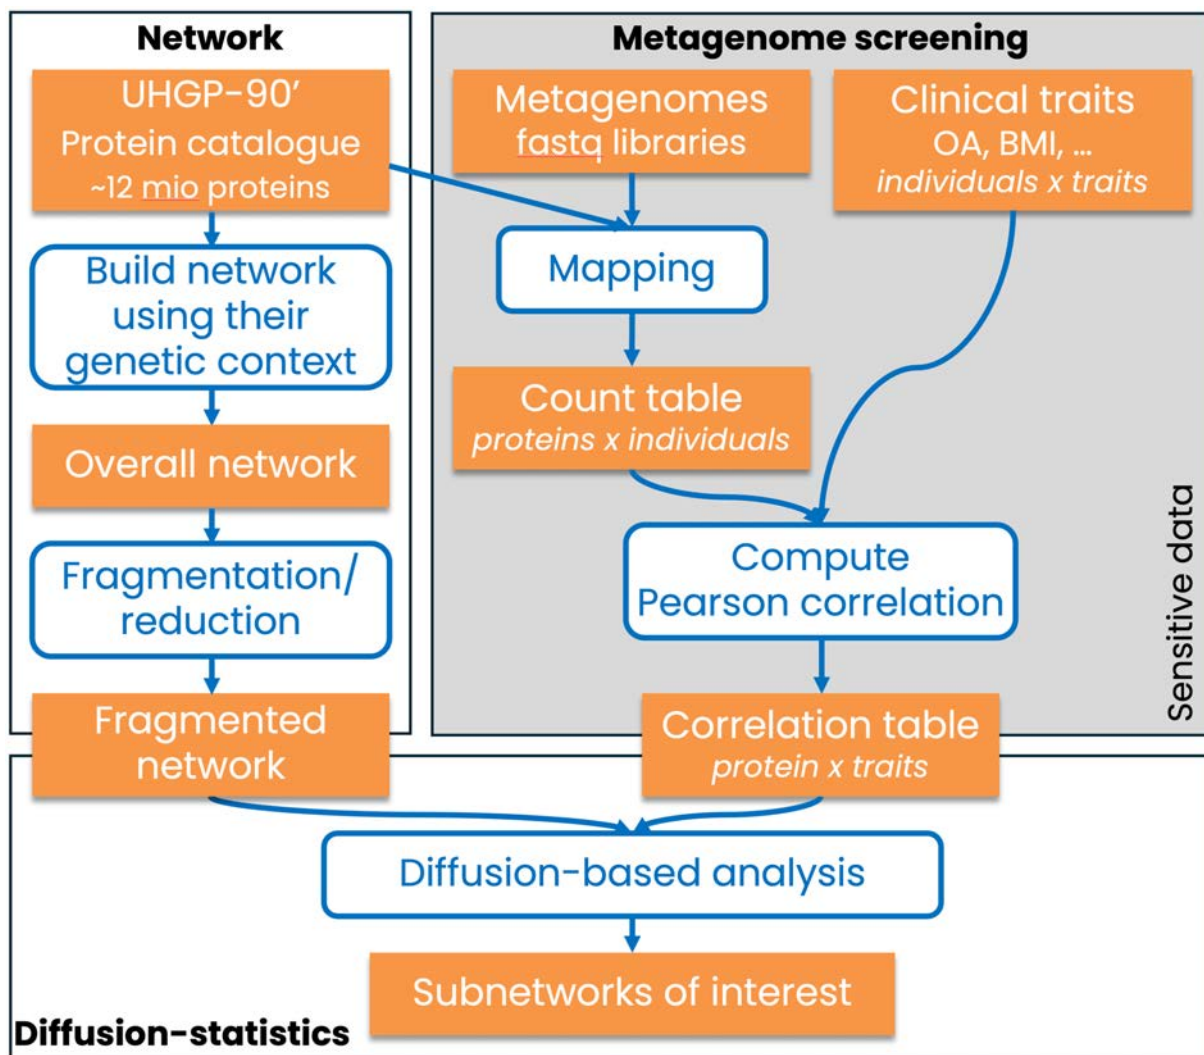 Network
UHGP-90'
Protein catalogue
~12 mio proteins
Build network
using their
genetic context
Overall network
Fragmentation/
reduction
Fragmented
network
Metagenome screening
Metagenomes
fastq libraries
Clinical traits
OA, BMI, ...
individuals x traits
Mapping
Count table
proteins x individuals
Compute
Pearson correlation
Correlation table
protein x traits
Sensitive data
Diffusion-based analysis
Subnetworks of interest
Diffusion-statistics